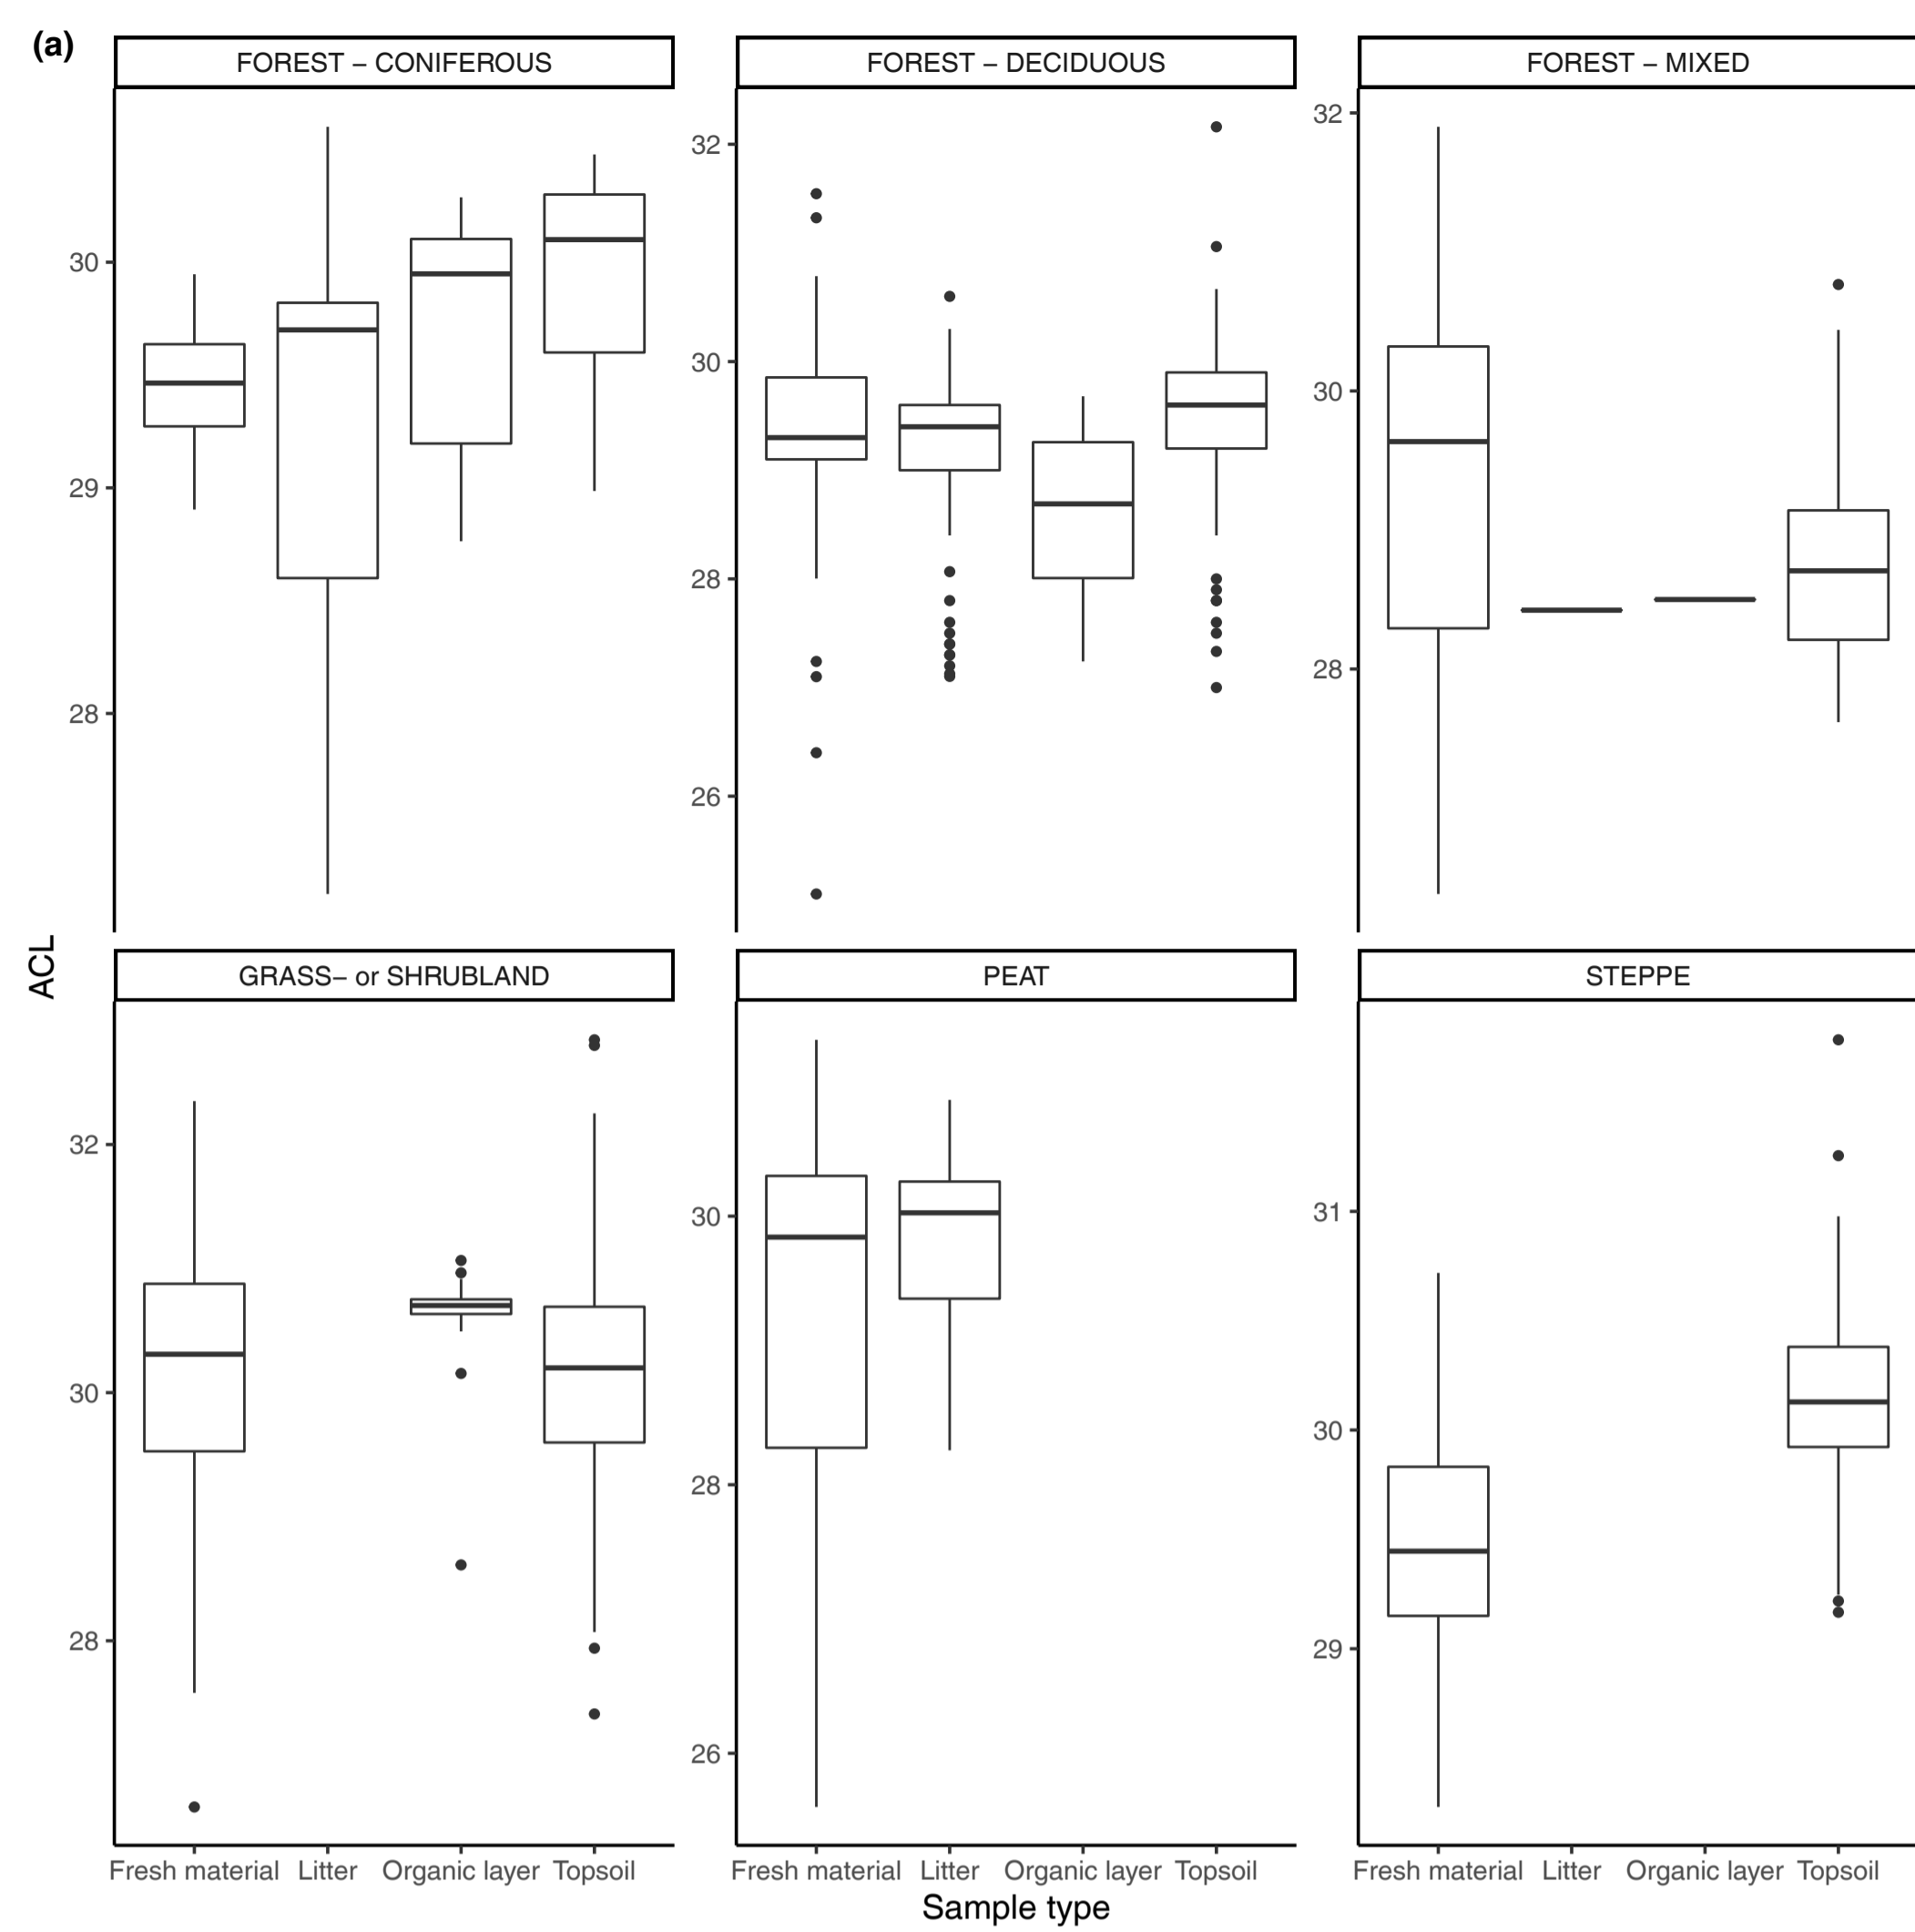 (a)
FOREST – CONIFEROUS
FOREST – DECIDUOUS
FOREST – MIXED
30
29
28
32
30
28
26
32
30
28
ACL
GRASS– or SHRUBLAND
PEAT
STEPPE
32
30
28
30
28
26
31
30
29
Fresh material Litter Organic layer Topsoil
Fresh material Litter Organic layer Topsoil
Fresh material Litter Organic layer Topsoil
Sample type